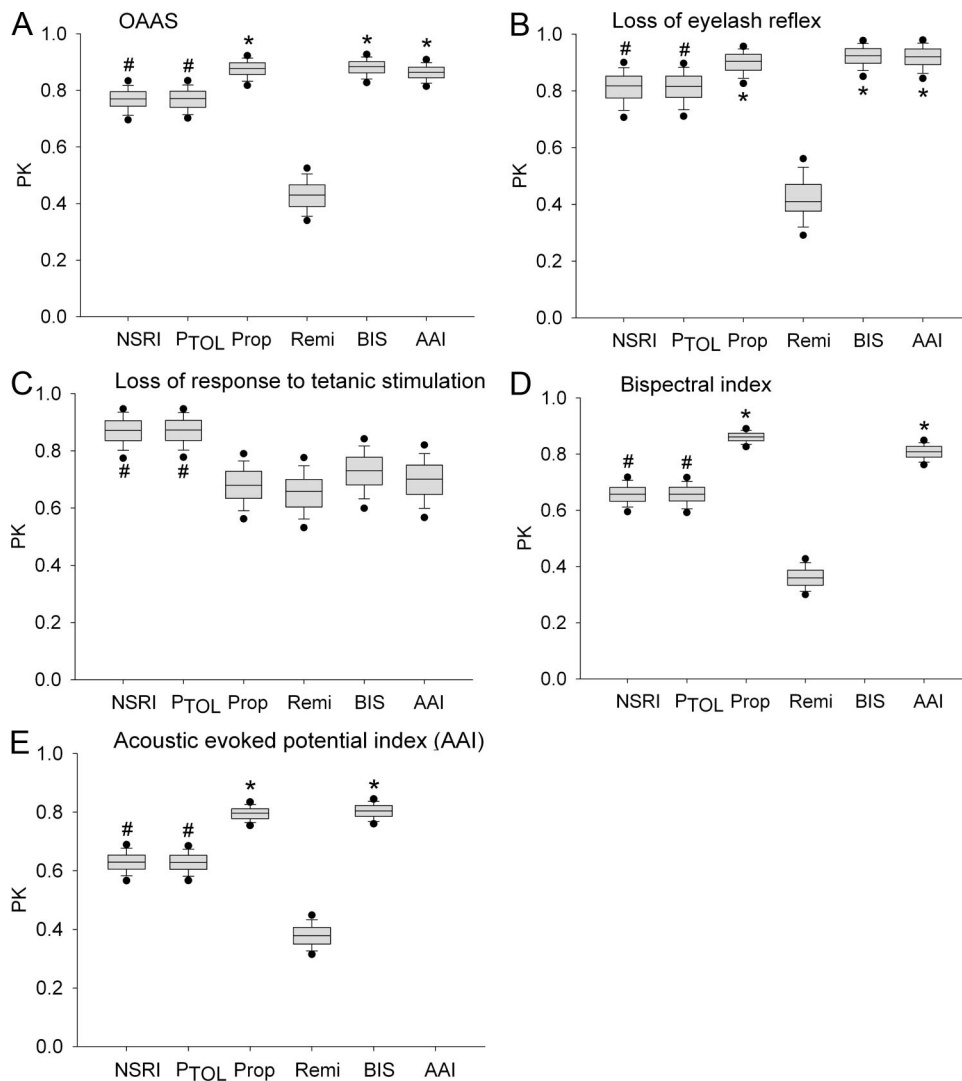 A OAAS
1.0
0.8
0.6
0.4
0.2
0.0
PK
# # * * *
NSRI PTOL Prop Remi BIS AAI
B Loss of eyelash reflex
1.0
0.8
0.6
0.4
0.2
0.0
PK
# #
* * *
NSRI PTOL Prop Remi BIS AAI
C Loss of response to tetanic stimulation
1.0
0.8
0.6
0.4
0.2
0.0
PK
# #
NSRI PTOL Prop Remi BIS AAI
D Bispectral index
1.0
0.8
0.6
0.4
0.2
0.0
PK
# # * *
NSRI PTOL Prop Remi BIS AAI
E Acoustic evoked potential index (AAI)
1.0
0.8
0.6
0.4
0.2
0.0
PK
# # * *
NSRI PTOL Prop Remi BIS AAI